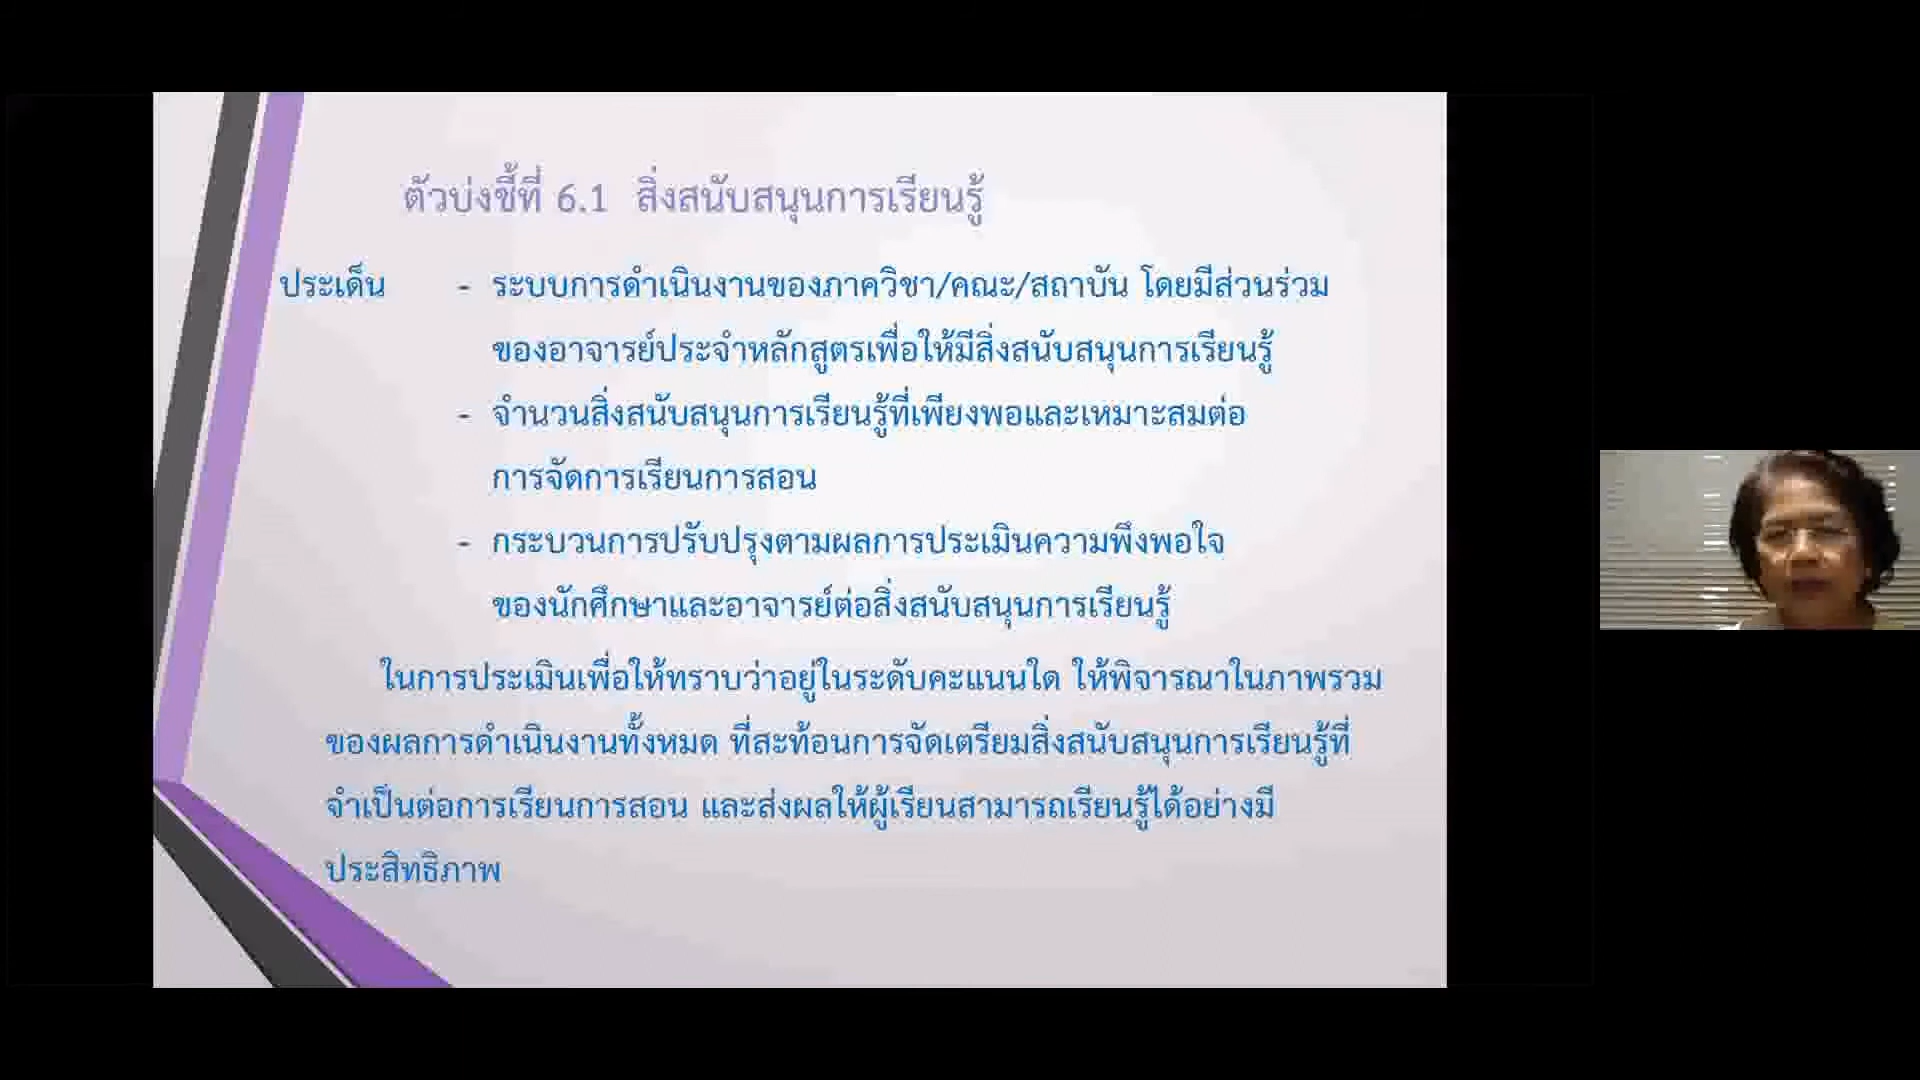 ตัวบ่งชี้ที่ 6.1 สิ่งสนับสนุนการเรียนรู้
ประเด็น - ระบบการดำเนินงานของภาควิชา/คณะ/สถาบัน โดยมีส่วนร่วม
ของอาจารย์ประจำหลักสูตรเพื่อให้มีสิ่งสนับสนุนการเรียนรู้
- จำนวนสิ่งสนับสนุนการเรียนรู้ที่เพียงพอและเหมาะสมต่อ
การจัดการเรียนการสอน
- กระบวนการปรับปรุงตามผลการประเมินความพึงพอใจ
ของนักศึกษาและอาจารย์ต่อสิ่งสนับสนุนการเรียนรู้
ในการประเมินเพื่อให้ทราบว่าอยู่ในระดับคะแนนใด ให้พิจารณาในภาพรวม
ของผลการดำเนินงานทั้งหมด ที่สะท้อนการจัดเตรียมสิ่งสนับสนุนการเรียนรู้ที่
จำเป็นต่อการเรียนการสอน และส่งผลให้ผู้เรียนสามารถเรียนรู้ได้อย่างมี
ประสิทธิภาพ